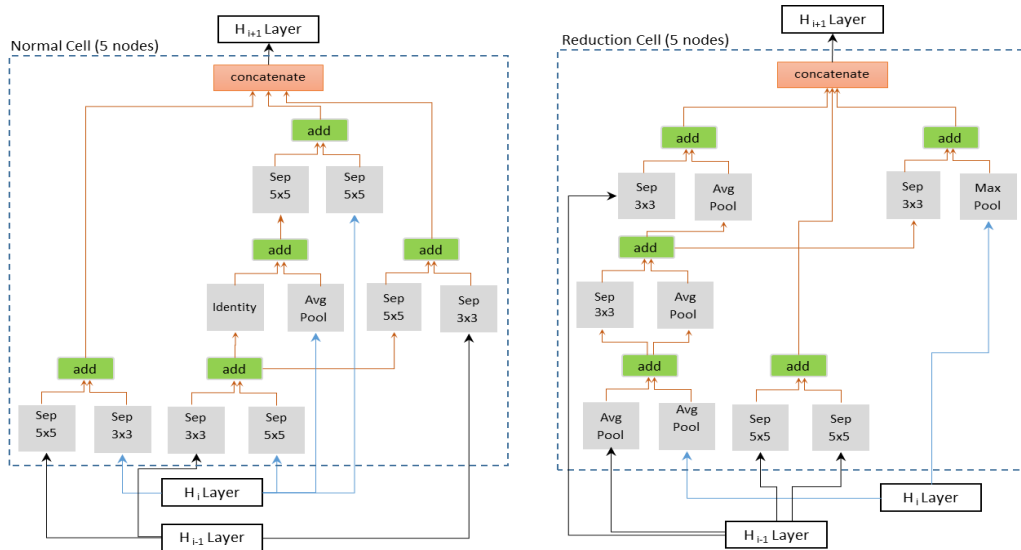 H i+1 Layer
Normal Cell (5 nodes)
concatenate
add
Sep 5x5
Sep 5x5
add
add
Identity
Avg Pool
Sep 5x5
Sep 3x3
add
add
Sep 5x5
Sep 3x3
Sep 3x3
Sep 5x5
H i Layer
H i-1 Layer
H i+1 Layer
Reduction Cell (5 nodes)
concatenate
add
add
Sep 3x3
Avg Pool
Sep 3x3
Max Pool
add
Sep 3x3
Avg Pool
add
add
Avg Pool
Avg Pool
Sep 5x5
Sep 5x5
H i Layer
H i-1 Layer